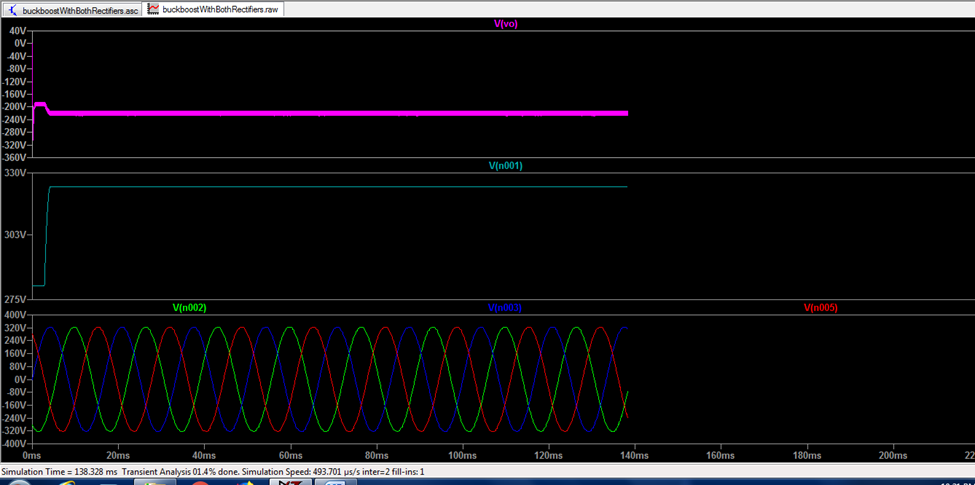 buckboostWithBothRectifiers.asc buckboostWithBothRectifiers.raw
V(vo)
40V
0V
-40V
-80V
-120V
-160V
-200V
-240V
-280V
-320V
-360V
V(n001)
330V
303V
275V
V(n002) V(n003) V(n005)
400V
320V
240V
160V
80V
0V
-80V
-160V
-240V
-320V
-400V
0ms 20ms 40ms 60ms 80ms 100ms 120ms 140ms 160ms 180ms 200ms
Simulation Time = 138.328 ms Transient Analysis 01.4% done. Simulation Speed: 493.701 µs/s inter=2 fill-ins: 1